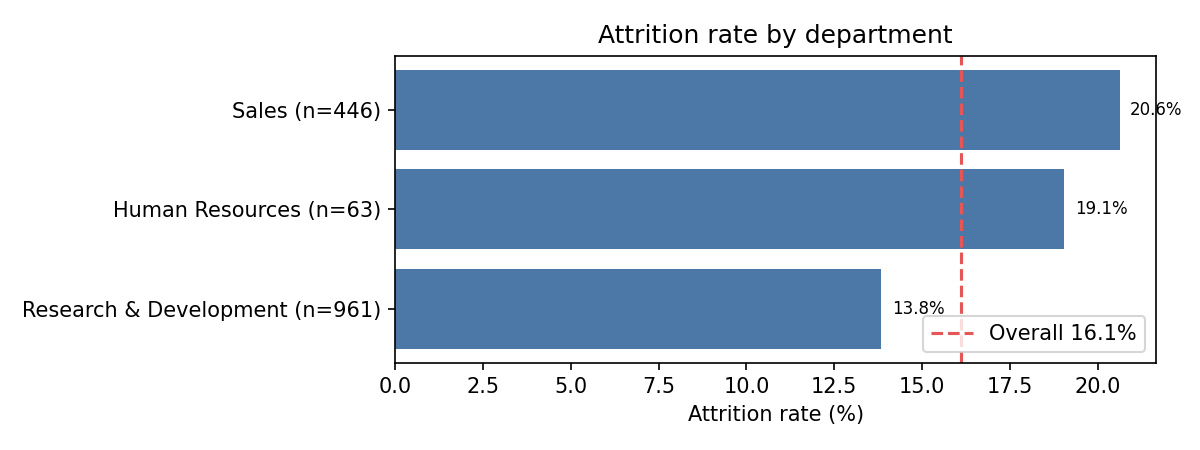 Attrition rate by department
Sales (n=446)
20.6%
Human Resources (n=63)
19.1%
Research & Development (n=961)
13.8%
Overall 16.1%
0.0 2.5 5.0 7.5 10.0 12.5 15.0 17.5 20.0
Attrition rate (%)